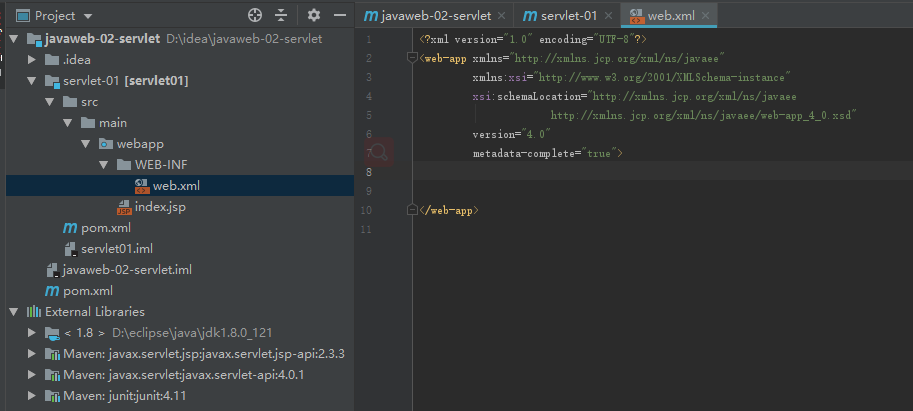 Project
javaweb-02-servlet D:\idea\javaweb-02-servlet
.idea
servlet-01 [servlet01]
src
main
webapp
WEB-INF
web.xml
index.jsp
pom.xml
servlet01.iml
javaweb-02-servlet.iml
pom.xml
External Libraries
< 1.8 > D:\eclipse\java\jdk1.8.0_121
Maven: javax.servlet.jsp:javax.servlet.jsp-api:2.3.3
Maven: javax.servlet:javax.servlet-api:4.0.1
Maven: junit:junit:4.11
javaweb-02-servlet servlet-01 web.xml
1 <?xml version="1.0" encoding="UTF-8"?>
2 <web-app xmlns="http://xmlns.jcp.org/xml/ns/javaee"
3 xmlns:xsi="http://www.w3.org/2001/XMLSchema-instance"
4 xsi:schemaLocation="http://xmlns.jcp.org/xml/ns/javaee
5 http://xmlns.jcp.org/xml/ns/javaee/web-app_4_0.xsd"
6 version="4.0"
7 metadata-complete="true">
8
9
10 </web-app>
11